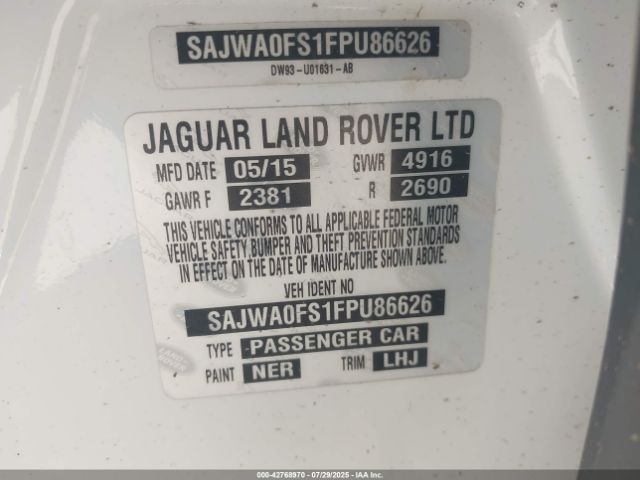 SAJWA0FS1FPU86626
DW93-U01631-AB
JAGUAR LAND ROVER LTD
MFD DATE 05/15 GVWR 4916
GAWR F 2381 R 2690
THIS VEHICLE CONFORMS TO ALL APPLICABLE FEDERAL MOTOR
VEHICLE SAFETY BUMPER AND THEFT PREVENTION STANDARDS
IN EFFECT ON THE DATE OF MANUFACTURE SHOWN ABOVE.
VEH IDENT NO
SAJWA0FS1FPU86626
TYPE PASSENGER CAR
PAINT NER TRIM LHJ
000-42768970 07/29/2025 IAA Inc.